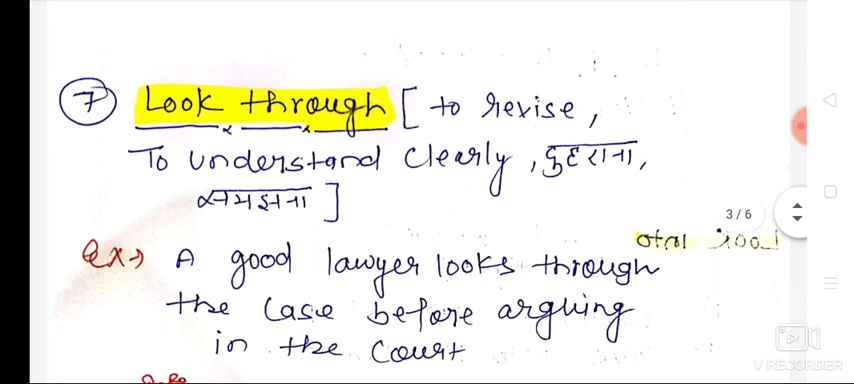 7 Look through [ to revise,
To understand clearly, दुहराना,
समझना ]
3/6
Ex→ A good lawyer looks through
the case before arguing
in the court
V RECORDER